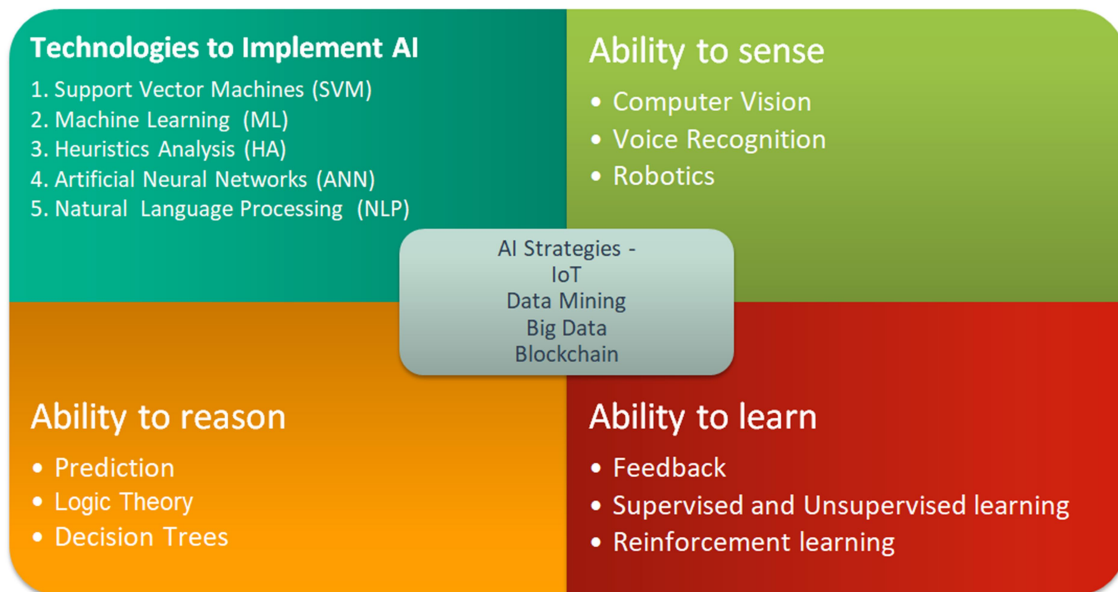 Technologies to Implement AI
1. Support Vector Machines (SVM)
2. Machine Learning (ML)
3. Heuristics Analysis (HA)
4. Artificial Neural Networks (ANN)
5. Natural Language Processing (NLP)
Ability to sense
• Computer Vision
• Voice Recognition
• Robotics
AI Strategies -
IoT
Data Mining
Big Data
Blockchain
Ability to reason
• Prediction
• Logic Theory
• Decision Trees
Ability to learn
• Feedback
• Supervised and Unsupervised learning
• Reinforcement learning